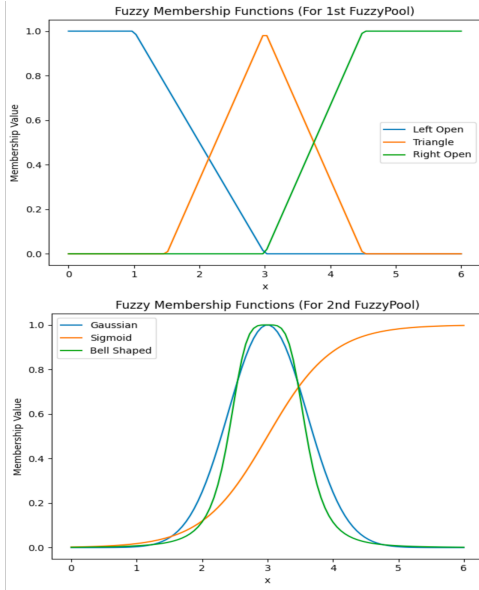 Fuzzy Membership Functions (For 1st FuzzyPool)
1.0
0.8
0.6
0.4
0.2
0.0
Membership Value
Left Open
Triangle
Right Open
0 1 2 3 4 5 6
x
Fuzzy Membership Functions (For 2nd FuzzyPool)
Gaussian
Sigmoid
Bell Shaped
1.0
0.8
0.6
0.4
0.2
0.0
Membership Value
0 1 2 3 4 5 6
x